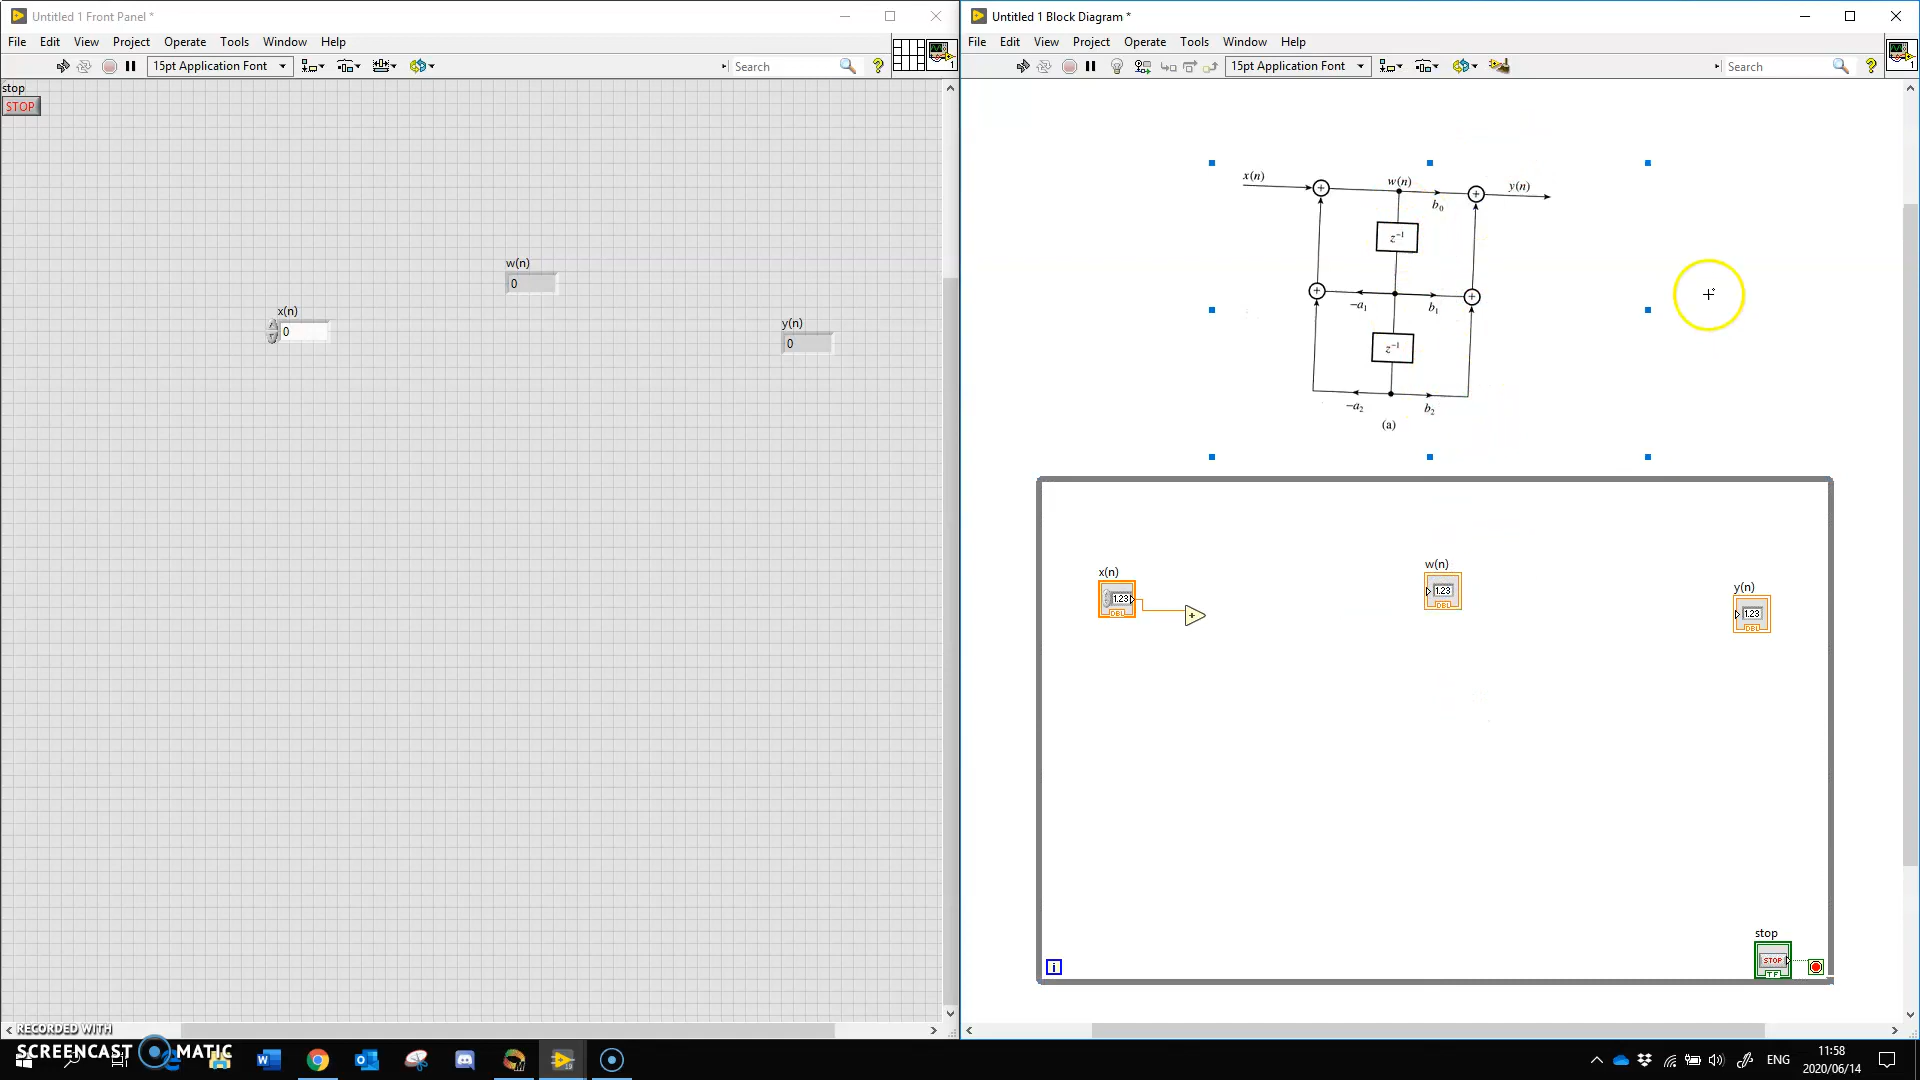 Untitled 1 Front Panel *
File Edit View Project Operate Tools Window Help
15pt Application Font
Search
?
1
stop
STOP
w(n)
0
x(n)
0
y(n)
0
Untitled 1 Block Diagram *
File Edit View Project Operate Tools Window Help
15pt Application Font
Search
?
1
x(n)
+
w(n)
b0
+
y(n)
z−1
+
−a1
b1
+
z−1
−a2
b2
(a)
x(n)
1.23
DBL
+
w(n)
1.23
DBL
y(n)
1.23
DBL
stop
STOP
TF
i
RECORDED WITH
SCREENCAST MATIC
ENG
11:58
2020/06/14